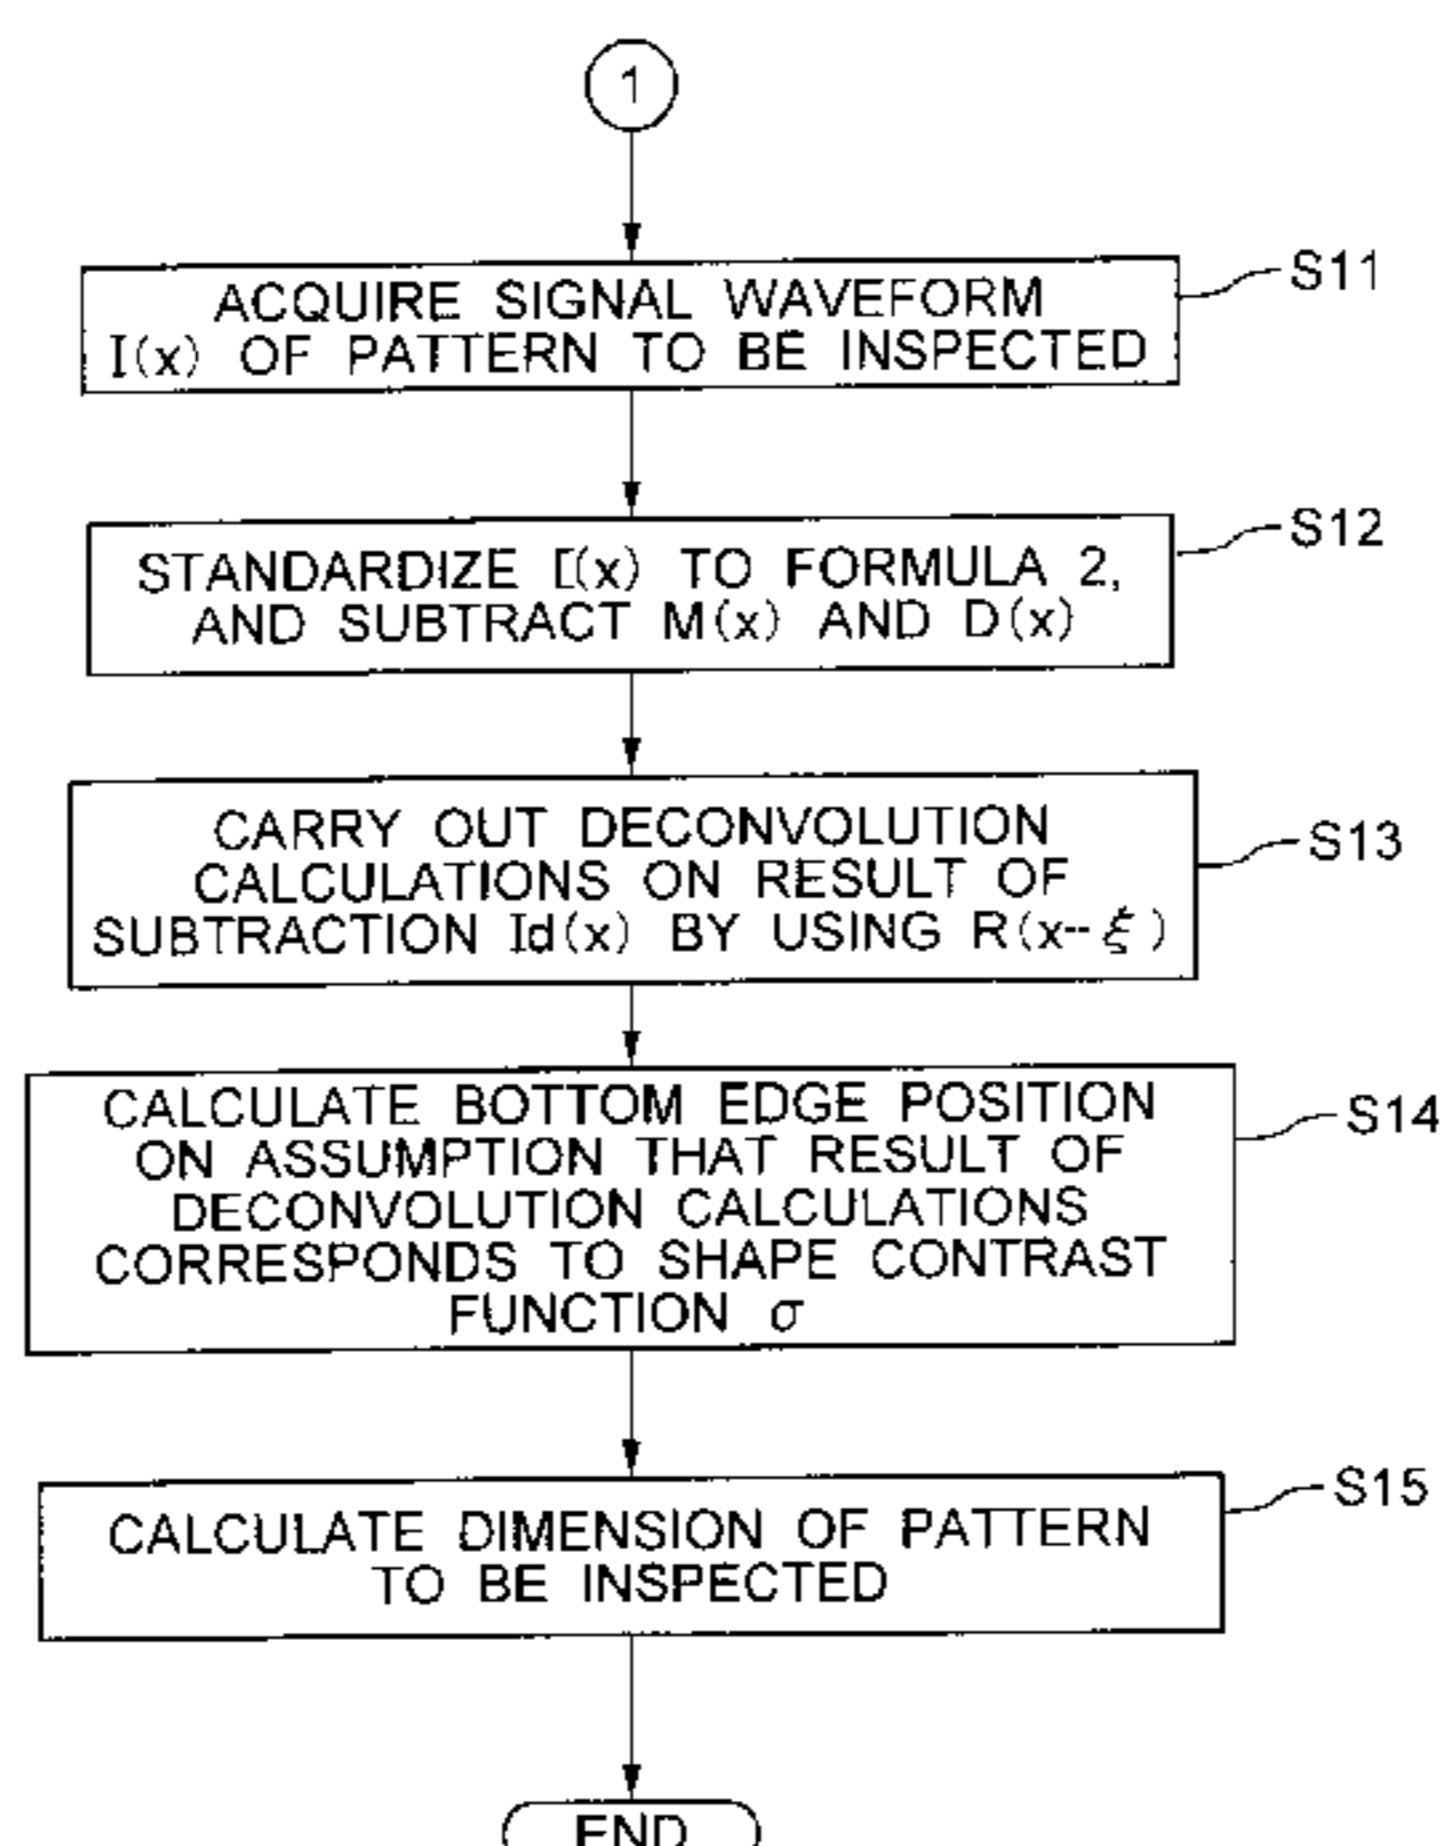 1
ACQUIRE SIGNAL WAVEFORM
I(x) OF PATTERN TO BE INSPECTED
S11
STANDARDIZE I(x) TO FORMULA 2,
AND SUBTRACT M(x) AND D(x)
S12
CARRY OUT DECONVOLUTION
CALCULATIONS ON RESULT OF
SUBTRACTION Id(x) BY USING R(x-ξ)
S13
CALCULATE BOTTOM EDGE POSITION
ON ASSUMPTION THAT RESULT OF
DECONVOLUTION CALCULATIONS
CORRESPONDS TO SHAPE CONTRAST
FUNCTION σ
S14
CALCULATE DIMENSION OF PATTERN
TO BE INSPECTED
S15
END